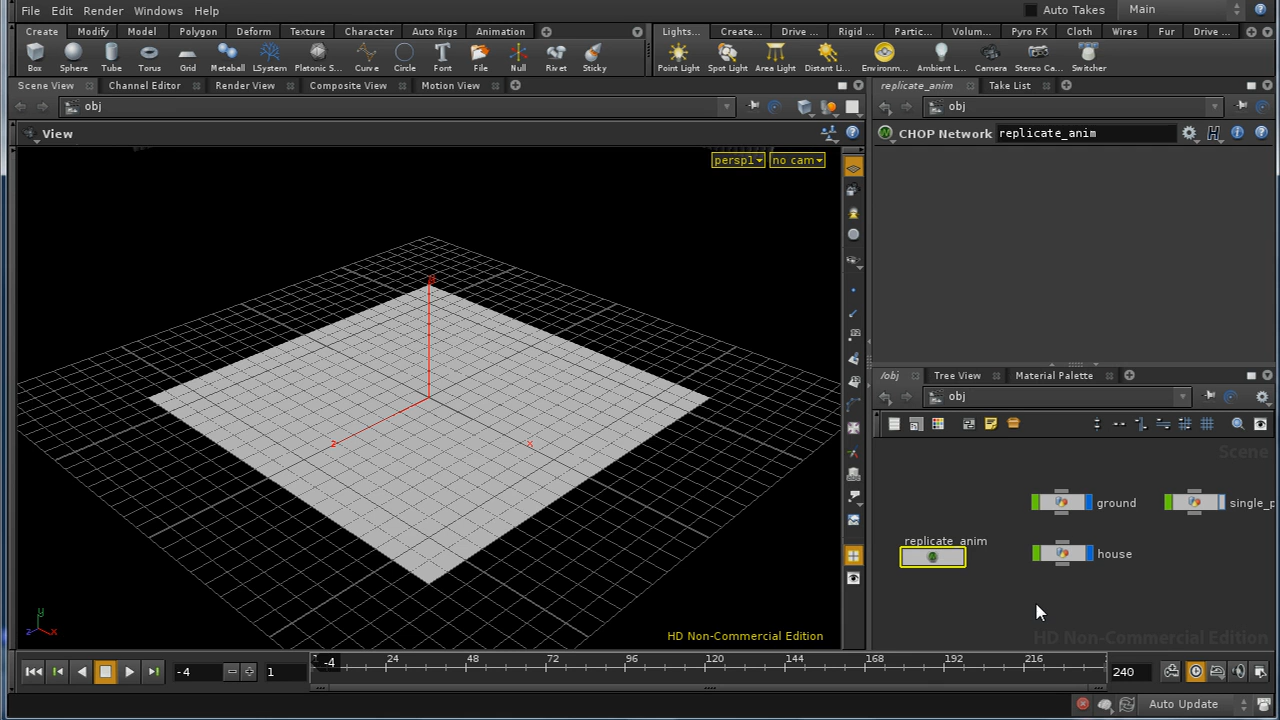 File Edit Render Windows Help Auto Takes Main
Create Modify Model Polygon Deform Texture Character Auto Rigs Animation Lights... Create... Drive ... Rigid ... Partic... Volum... Pyro FX Cloth Wires Fur Drive ...
Box Sphere Tube Torus Grid Metaball LSystem Platonic S... Curve Circle Font File Null Rivet Sticky Point Light Spot Light Area Light Distant Li... Environm... Ambient L... Camera Stereo Ca... Switcher
Scene View Channel Editor Render View Composite View Motion View replicate_anim Take List
obj obj
View
CHOP Network replicate_anim
persp1 no cam
z x
/obj Tree View Material Palette
obj
Scene
ground single_p
replicate_anim
house
y
z x
HD Non-Commercial Edition
HD Non-Commercial Edition
-4 1 -4 24 48 72 96 120 144 168 192 216 240
Auto Update